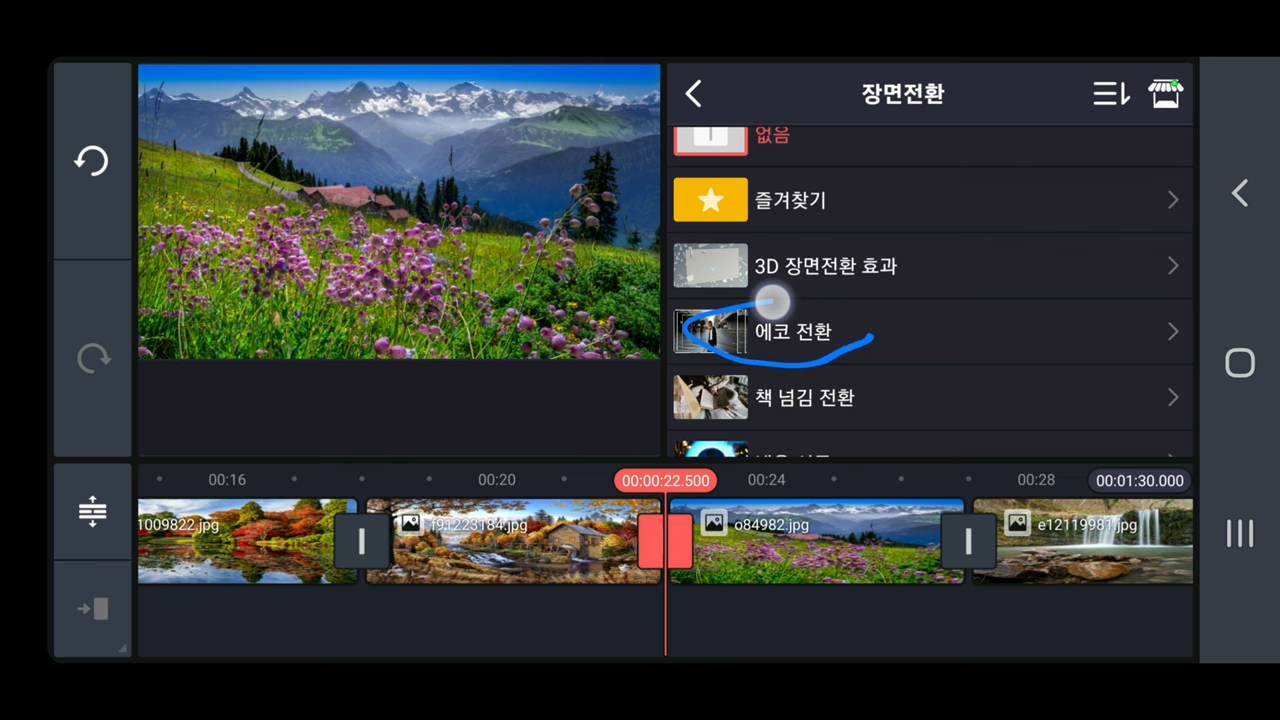 장면전환
없음
즐겨찾기
3D 장면전환 효과
에코 전환
책 넘김 전환
00:16
00:20
00:00:22.500
00:24
00:28
00:01:30.000
1009822.jpg
f91223184.jpg
o84982.jpg
e12119981.jpg